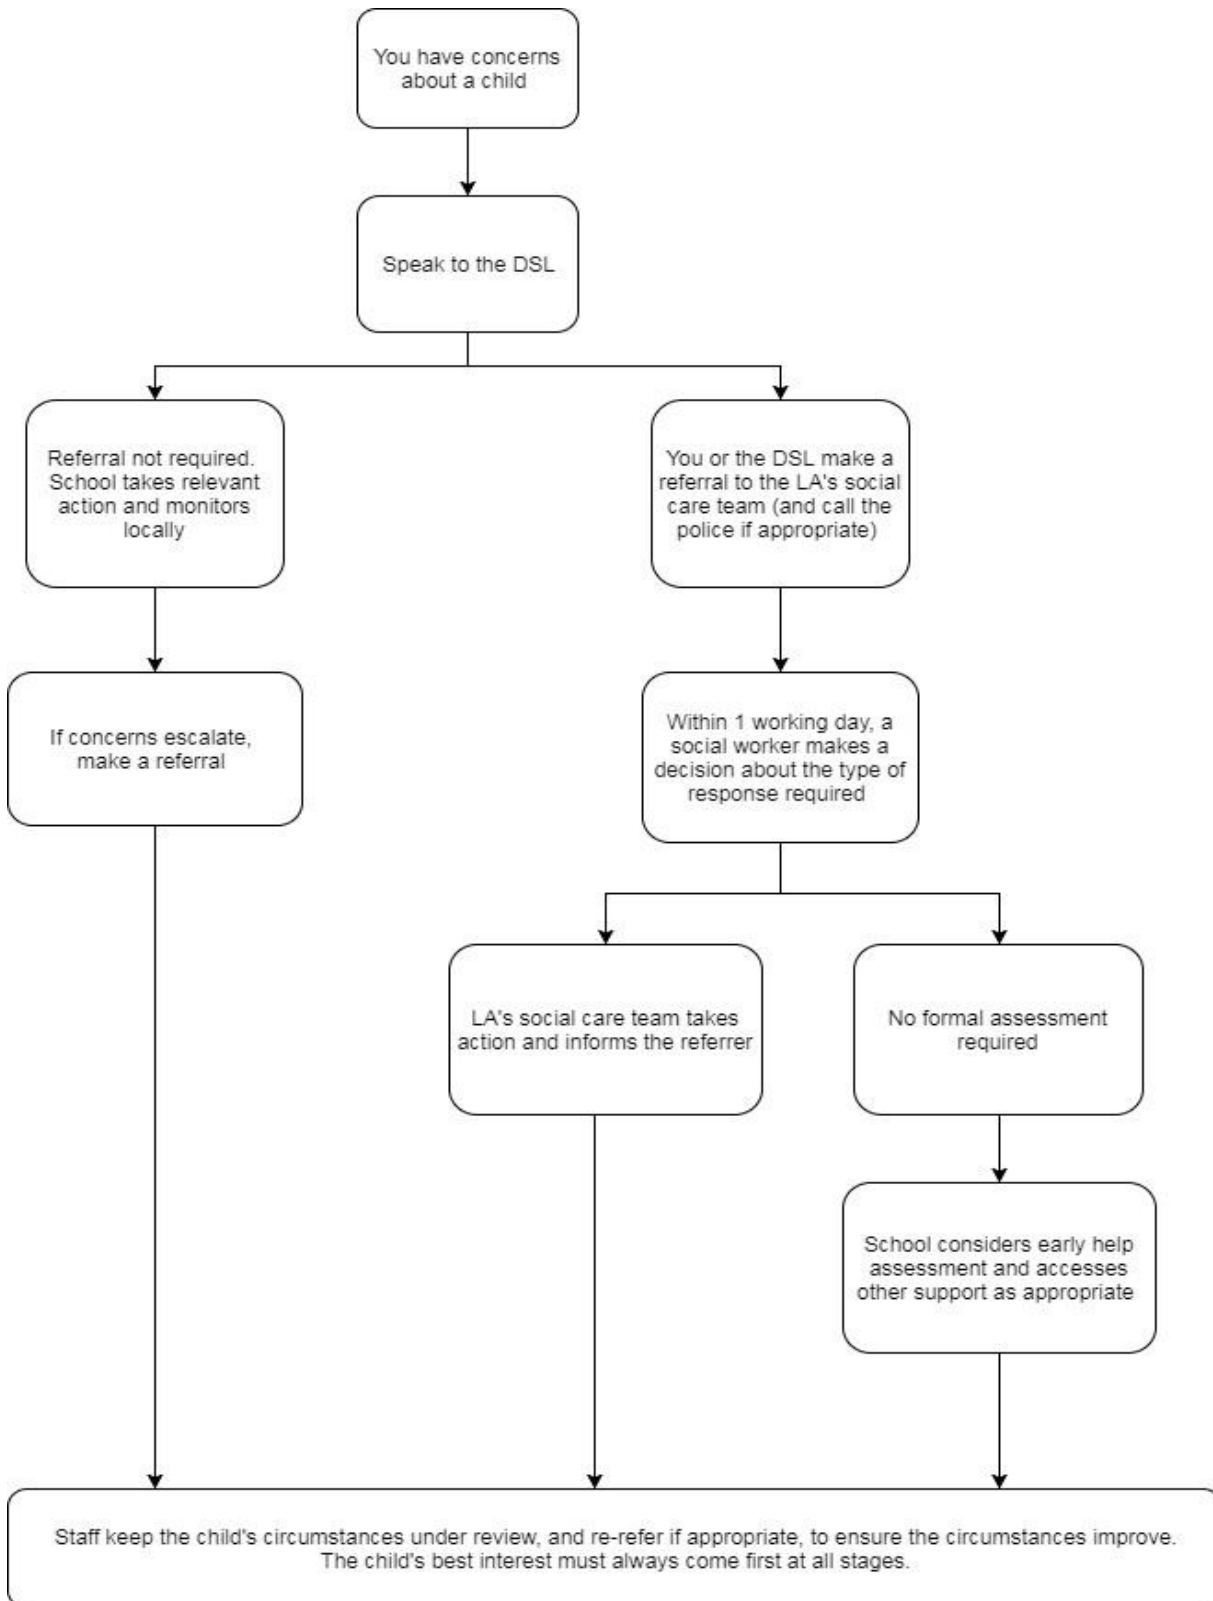 You have concerns
about a child
Speak to the DSL
Referral not required.
School takes relevant
action and monitors
locally
You or the DSL make a
referral to the LA's social
care team (and call the
police if appropriate)
If concerns escalate,
make a referral
Within 1 working day, a
social worker makes a
decision about the type of
response required
LA's social care team takes
action and informs the referrer
No formal assessment
required
School considers early help
assessment and accesses
other support as appropriate
Staff keep the child's circumstances under review, and re-refer if appropriate, to ensure the circumstances improve.
The child's best interest must always come first at all stages.